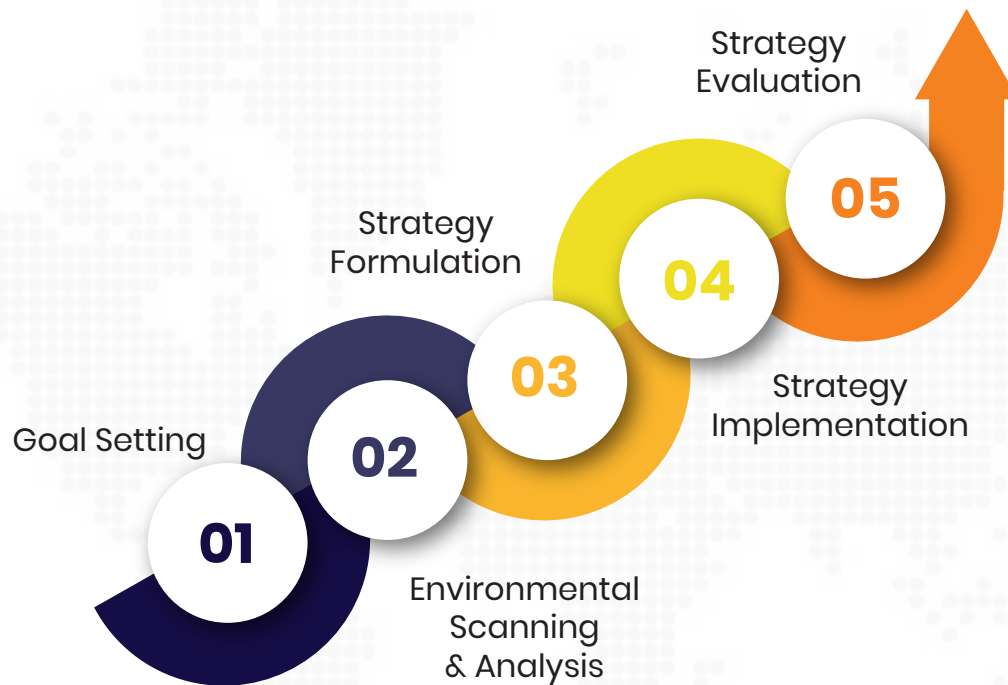 01
Goal Setting
02
Environmental
Scanning
& Analysis
03
Strategy
Formulation
04
Strategy
Implementation
05
Strategy
Evaluation